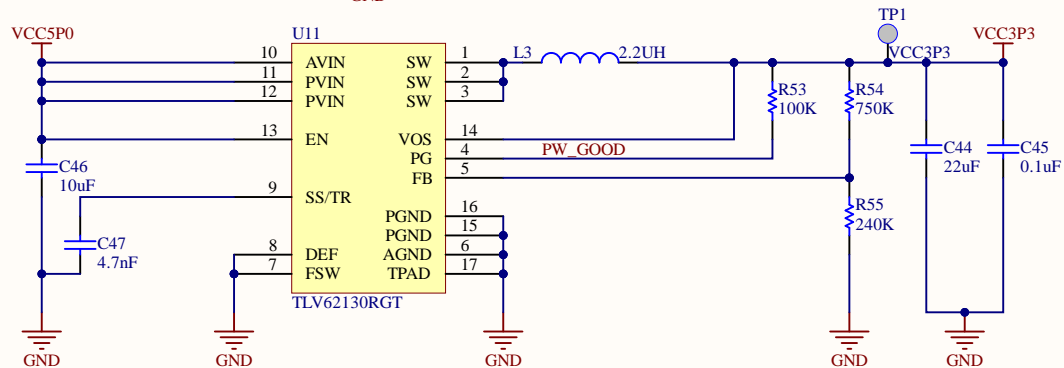 GND
VCC5P0
U11
TP1
VCC3P3
VCC3P3
10 AVIN SW 1
11 PVIN SW 2
12 PVIN SW 3
13 EN VOS 14
PG 4
FB 5
9 SS/TR
PGND 16
PGND 15
8 DEF AGND 6
7 FSW TPAD 17
TLV62130RGT
L3 2.2UH
PW_GOOD
R53
100K
R54
750K
R55
240K
C46
10uF
C47
4.7nF
C44
22uF
C45
0.1uF
GND
GND
GND
GND
GND